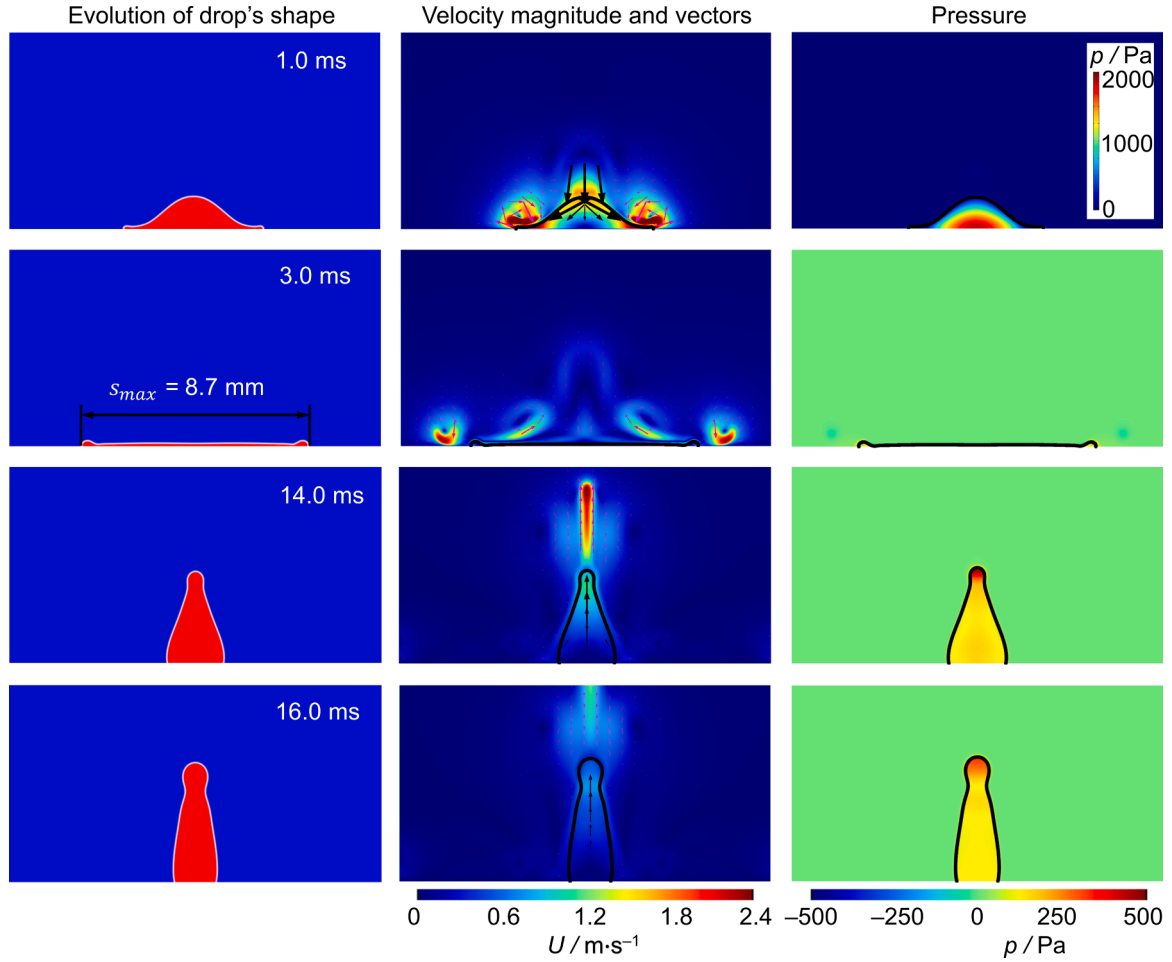 Evolution of drop's shape
Velocity magnitude and vectors
Pressure
1.0 ms
p / Pa
2000
1000
0
3.0 ms
s_max = 8.7 mm
14.0 ms
16.0 ms
0 0.6 1.2 1.8 2.4
U / m·s⁻¹
–500 –250 0 250 500
p / Pa